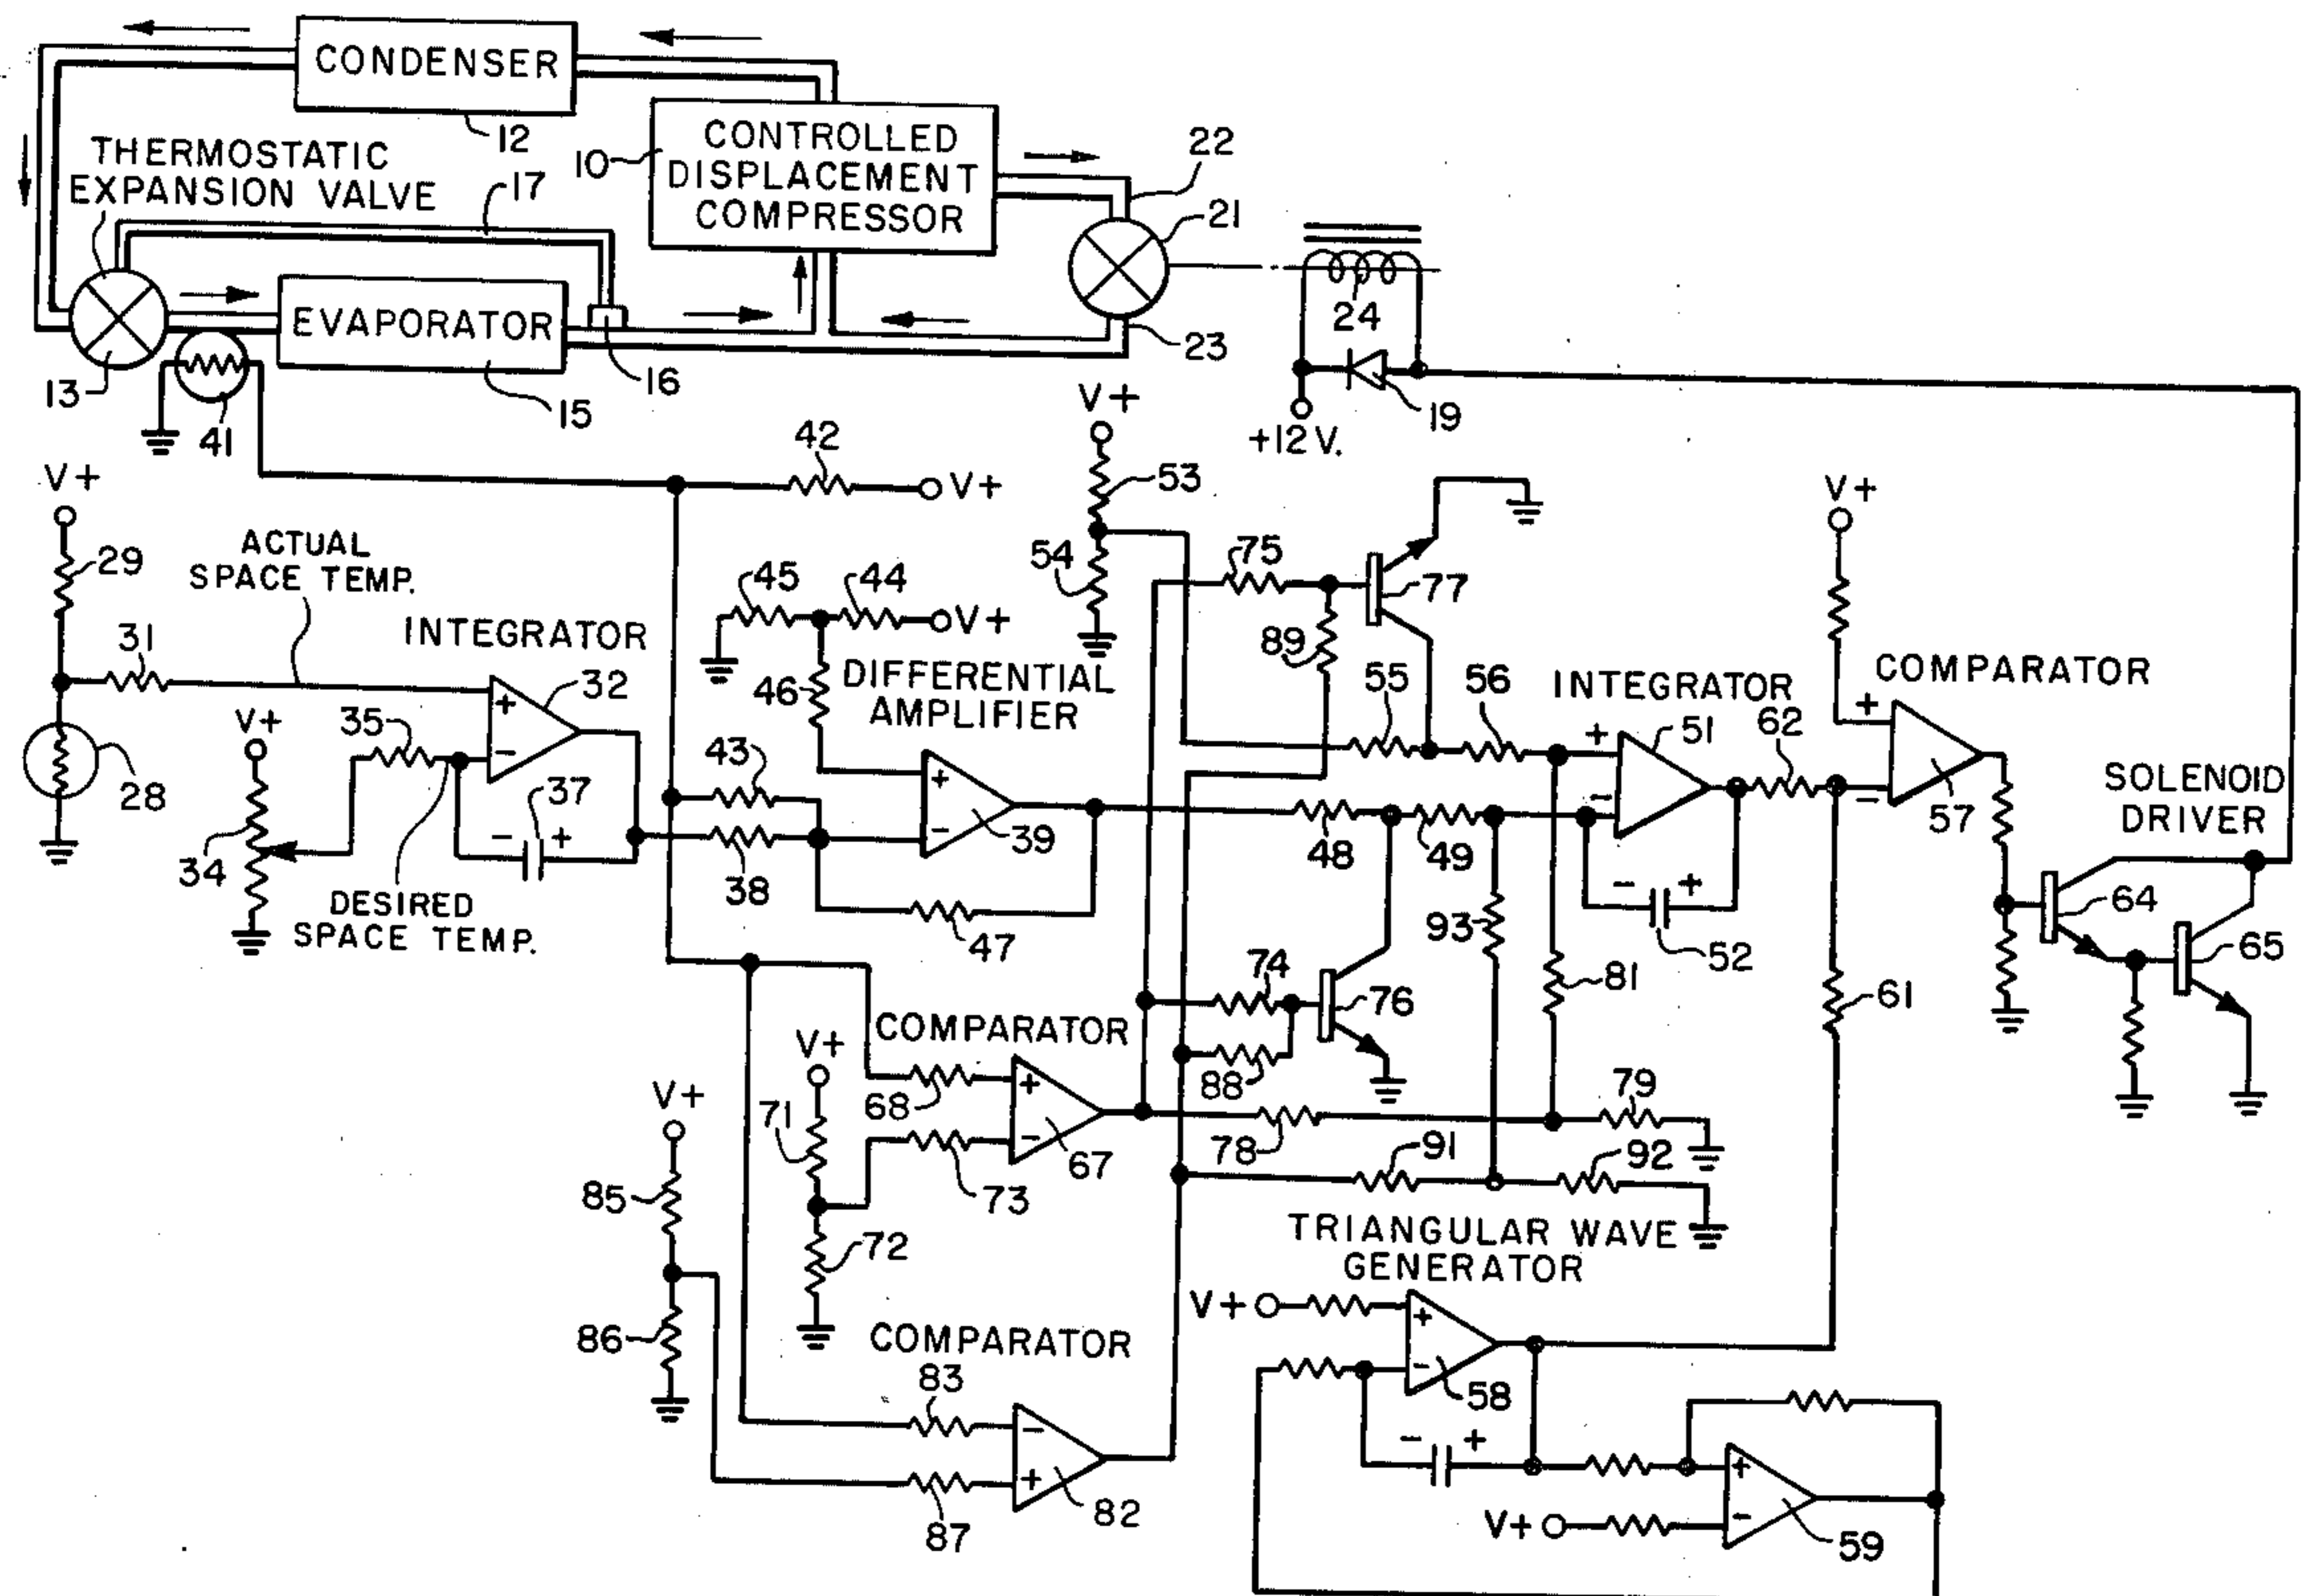 CONDENSER
12
THERMOSTATIC
EXPANSION VALVE
17
10
CONTROLLED
DISPLACEMENT
COMPRESSOR
22
21
24
23
19
+12 V.
EVAPORATOR
13
41
15
16
V+
42
V+
V+
53
54
29
ACTUAL
SPACE TEMP.
31
INTEGRATOR
45
44
V+
46
DIFFERENTIAL
AMPLIFIER
75
77
89
V+
COMPARATOR
V+
35
+
32
−
28
34
−
37
+
DESIRED
SPACE TEMP.
43
38
+
−
39
47
55
56
INTEGRATOR
+
51
62
−
48
49
−
+
52
+
−
57
SOLENOID
DRIVER
64
65
93
81
61
74
76
88
COMPARATOR
V+
68
+
−
67
71
73
72
78
79
91
92
V+
85
86
COMPARATOR
83
−
+
82
87
TRIANGULAR WAVE
GENERATOR
V+
+
−
58
−
+
V+
+
−
59